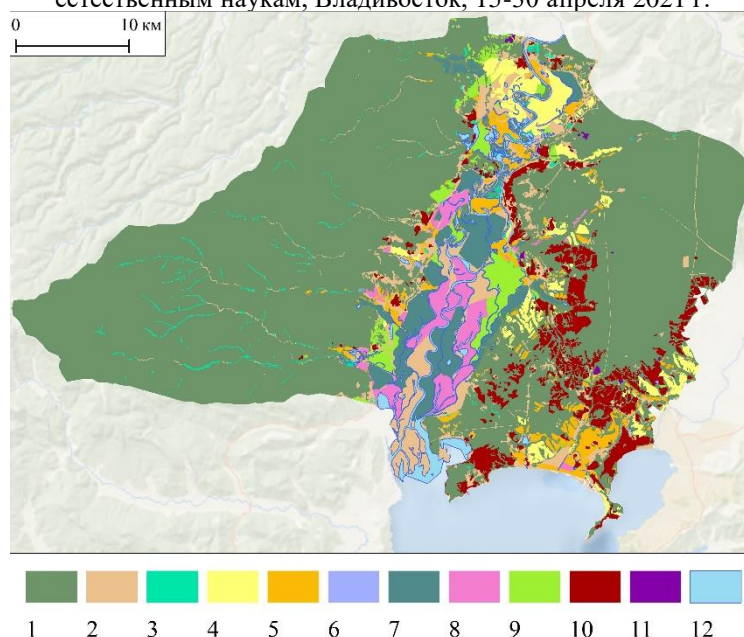 сстественным наукам, Владивосток, 15-30 апреля 2021 г.
0 10 км
1 2 3 4 5 6 7 8 9 10 11 12